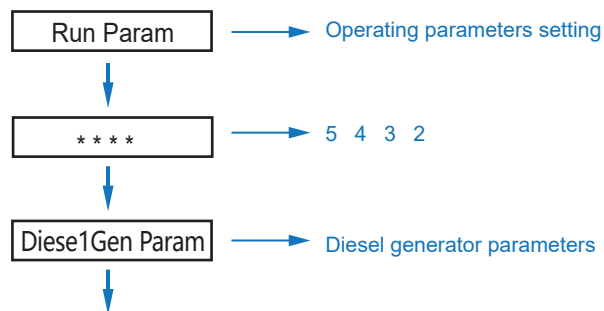 Run Param
Operating parameters setting
* * * *
5 4 3 2
Diese1Gen Param
Diesel generator parameters